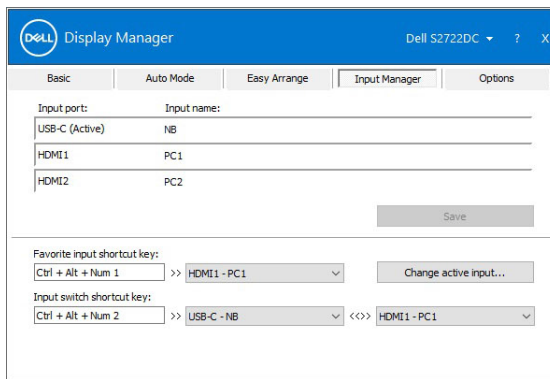 DELL Display Manager Dell S2722DC ? X
Basic Auto Mode Easy Arrange Input Manager Options
Input port: Input name:
USB-C (Active) NB
HDMI1 PC1
HDMI2 PC2
Save
Favorite input shortcut key:
Ctrl + Alt + Num 1 >> HDMI1 - PC1 Change active input...
Input switch shortcut key:
Ctrl + Alt + Num 2 >> USB-C - NB <<>> HDMI1 - PC1